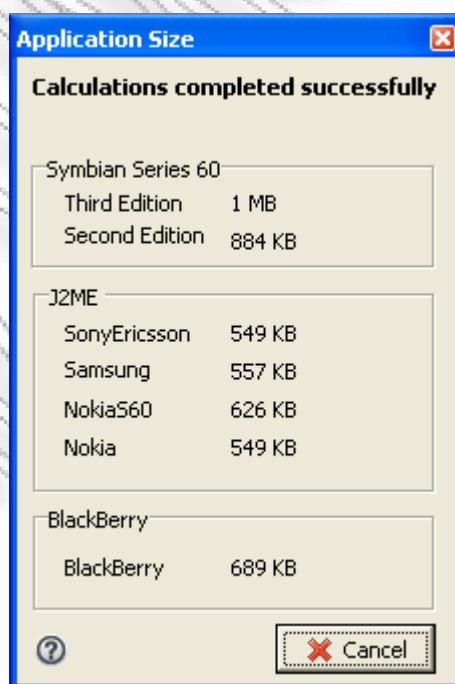 Application Size
Calculations completed successfully
Symbian Series 60
Third Edition 1 MB
Second Edition 884 KB
J2ME
SonyEricsson 549 KB
Samsung 557 KB
NokiaS60 626 KB
Nokia 549 KB
BlackBerry
BlackBerry 689 KB
? Cancel